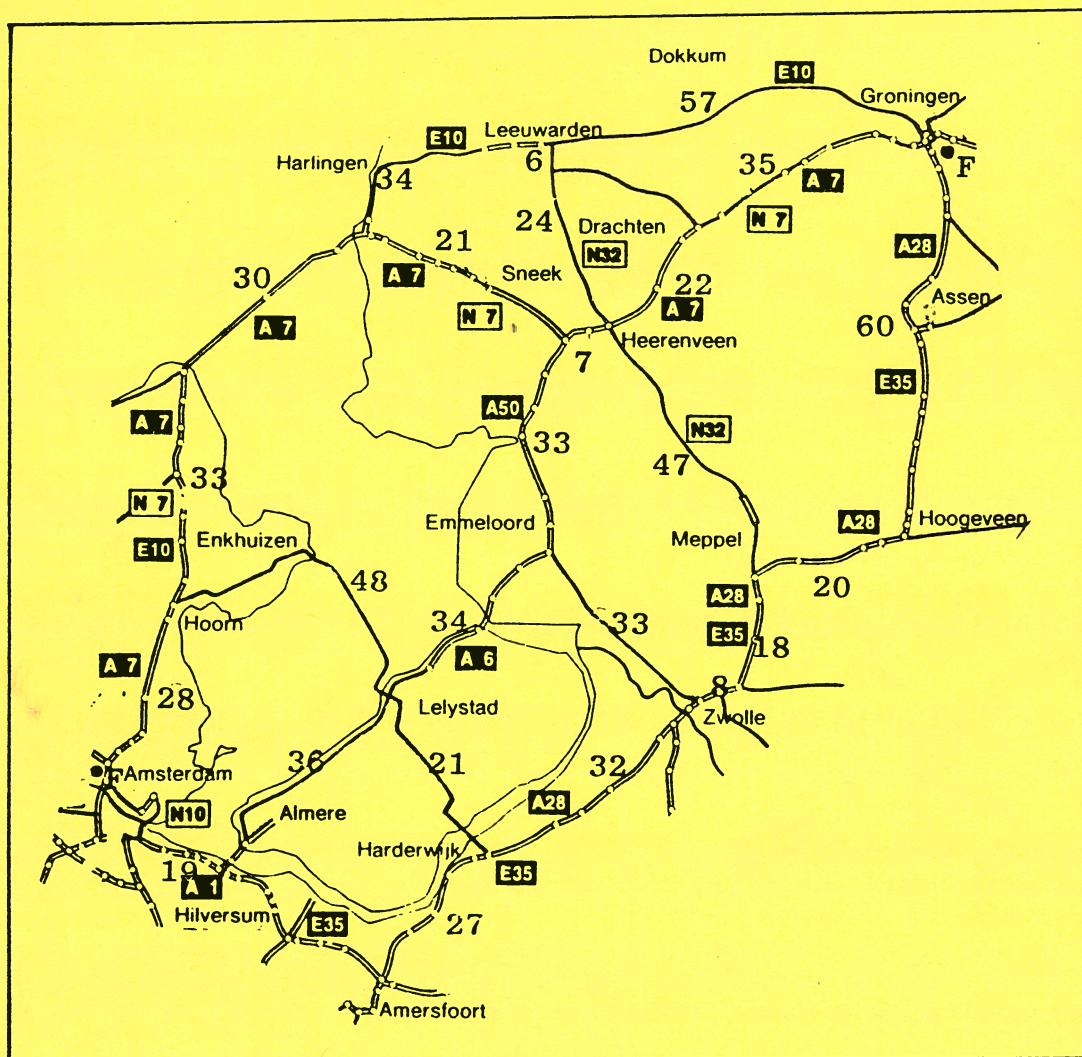 Dokkum
E10
Groningen
57
E10
Leeuwarden
Harlingen
6
35
F
34
A 7
24
Drachten
N 7
21
N32
A28
A 7
Sneek
30
22
Assen
N 7
A 7
A 7
60
7
Heerenveen
E35
A50
A 7
N32
33
47
33
N 7
Emmeloord
A28
Hoogeveen
Enkhuizen
Meppel
E10
48
20
A28
Hoorn
34
33
E35
A 6
18
A 7
28
8
Lelystad
Zwolle
36
21
32
Amsterdam
F
A28
N10
Almere
Harderwijk
19
A 1
E35
Hilversum
E35
27
Amersfoort